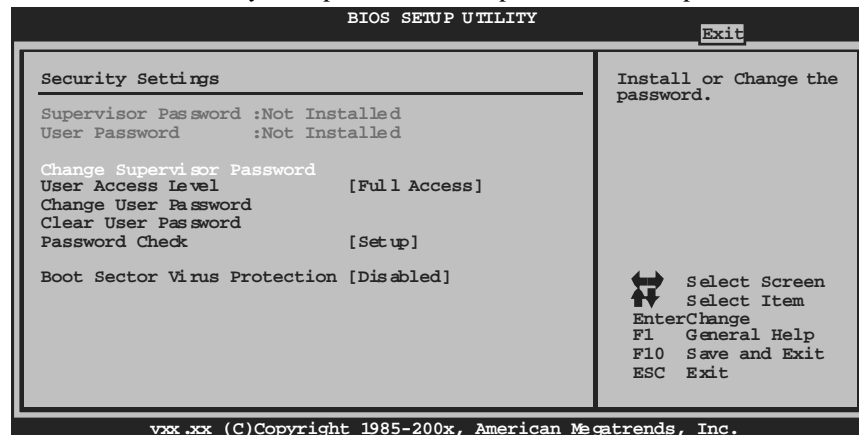 BIOS SETUP UTILITY
Exit
Security Settings
Supervisor Password :Not Installed
User Password :Not Installed
Change Supervisor Password
User Access Level [Full Access]
Change User Password
Clear User Password
Password Check [Setup]
Boot Sector Virus Protection [Disabled]
Install or Change the
password.
Select Screen
Select Item
EnterChange
F1 General Help
F10 Save and Exit
ESC Exit
vxx.xx (C)Copyright 1985-200x, American Megatrends, Inc.